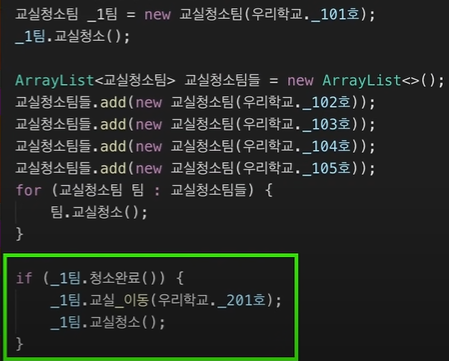 교실청소팀 _1팀 = new 교실청소팀(우리학교._101호);
_1팀.교실청소();
ArrayList<교실청소팀> 교실청소팀들 = new ArrayList<>();
교실청소팀들.add(new 교실청소팀(우리학교._102호));
교실청소팀들.add(new 교실청소팀(우리학교._103호));
교실청소팀들.add(new 교실청소팀(우리학교._104호));
교실청소팀들.add(new 교실청소팀(우리학교._105호));
for (교실청소팀 팀 : 교실청소팀들) {
팀.교실청소();
}
if (_1팀.청소완료()) {
_1팀.교실_이동(우리학교._201호);
_1팀.교실청소();
}